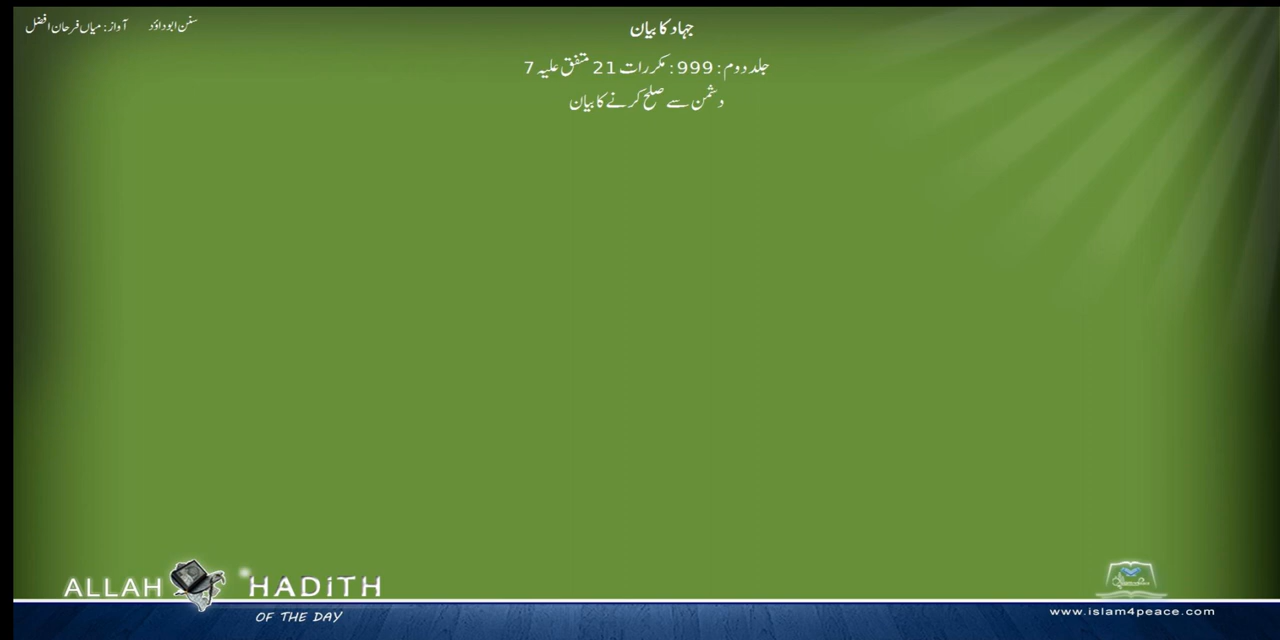 جہاد کا بیان
سنن ابوداؤد آواز: میاں فرحان افضل
جلد دوم: 999: مکررات 21 متفق علیہ 7
دشمن سے صلح کرنے کا بیان
ALLAH HADITH
OF THE DAY
www.islam4peace.com